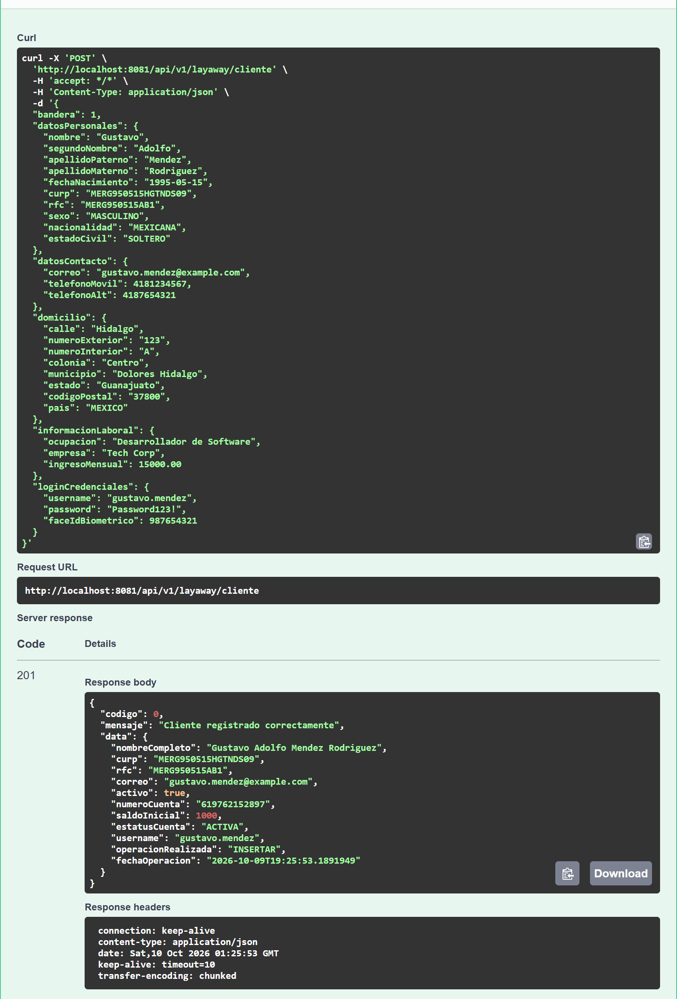 Curl
curl -X 'POST' \
  'http://localhost:8081/api/v1/layaway/cliente' \
  -H 'accept: */*' \
  -H 'Content-Type: application/json' \
  -d '{
  "bandera": 1,
  "datosPersonales": {
    "nombre": "Gustavo",
    "segundoNombre": "Adolfo",
    "apellidoPaterno": "Mendez",
    "apellidoMaterno": "Rodriguez",
    "fechaNacimiento": "1995-05-15",
    "curp": "MERG950515HGTNDS09",
    "rfc": "MERG950515AB1",
    "sexo": "MASCULINO",
    "nacionalidad": "MEXICANA",
    "estadoCivil": "SOLTERO"
  },
  "datosContacto": {
    "correo": "gustavo.mendez@example.com",
    "telefonoMovil": 4181234567,
    "telefonoAlt": 4187654321
  },
  "domicilio": {
    "calle": "Hidalgo",
    "numeroExterior": "123",
    "numeroInterior": "A",
    "colonia": "Centro",
    "municipio": "Dolores Hidalgo",
    "estado": "Guanajuato",
    "codigoPostal": "37800",
    "pais": "MEXICO"
  },
  "informacionLaboral": {
    "ocupacion": "Desarrollador de Software",
    "empresa": "Tech Corp",
    "ingresoMensual": 15000.00
  },
  "loginCredenciales": {
    "username": "gustavo.mendez",
    "password": "Password123!",
    "faceIdBiometrico": 987654321
  }
}'
Request URL
http://localhost:8081/api/v1/layaway/cliente
Server response
Code Details
201
Response body
{
  "codigo": 0,
  "mensaje": "Cliente registrado correctamente",
  "data": {
    "nombreCompleto": "Gustavo Adolfo Mendez Rodriguez",
    "curp": "MERG950515HGTNDS09",
    "rfc": "MERG950515AB1",
    "correo": "gustavo.mendez@example.com",
    "activo": true,
    "numeroCuenta": "619762152897",
    "saldoInicial": 1000,
    "estatusCuenta": "ACTIVA",
    "username": "gustavo.mendez",
    "operacionRealizada": "INSERTAR",
    "fechaOperacion": "2026-10-09T19:25:53.1891949"
  }
}
Download
Response headers
connection: keep-alive
content-type: application/json
date: Sat,10 Oct 2026 01:25:53 GMT
keep-alive: timeout=10
transfer-encoding: chunked